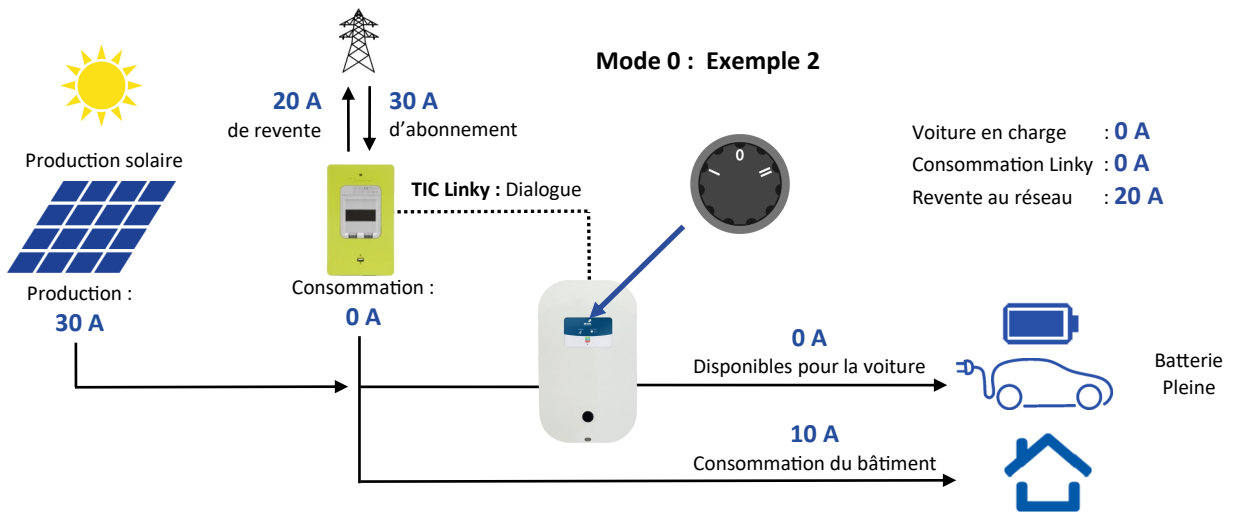 Mode 0 : Exemple 2
20 A
de revente
30 A
d'abonnement
Production solaire
TIC Linky : Dialogue
0
I
II
Voiture en charge : 0 A
Consommation Linky : 0 A
Revente au réseau : 20 A
Production :
30 A
Consommation :
0 A
0 A
Disponibles pour la voiture
Batterie
Pleine
10 A
Consommation du bâtiment